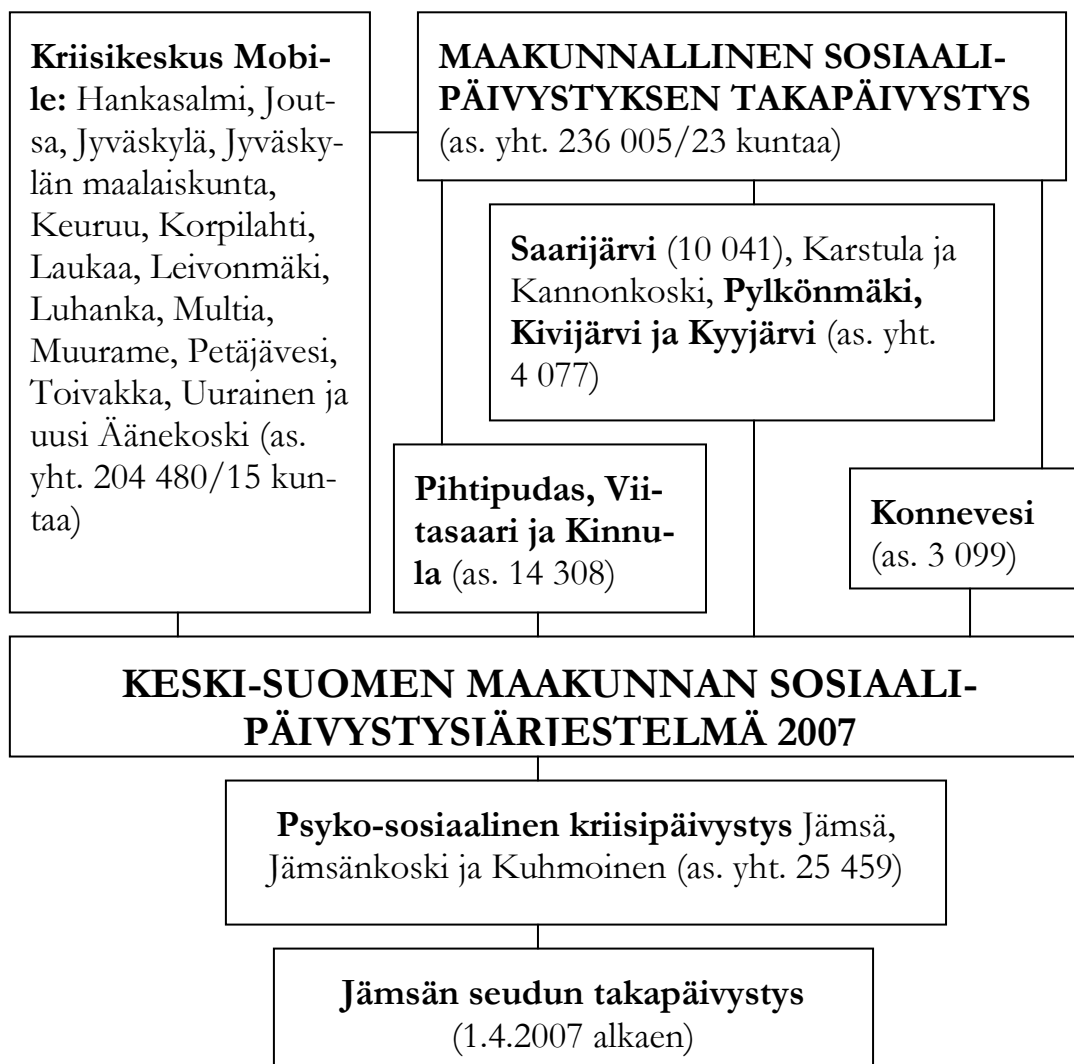 Kriisikeskus Mobi-
le: Hankasalmi, Jout-
sa, Jyväskylä, Jyväsky-
län maalaiskunta,
Keuruu, Korpilahti,
Laukaa, Leivonmäki,
Luhanka, Multia,
Muurame, Petäjävesi,
Toivakka, Uurainen ja
uusi Äänekoski (as.
yht. 204 480/15 kun-
taa)
MAAKUNNALLINEN SOSIAALI-
PÄIVYSTYKSEN TAKAPÄIVYSTYS
(as. yht. 236 005/23 kuntaa)
Saarijärvi (10 041), Karstula ja
Kannonkoski, Pylkönmäki,
Kivijärvi ja Kyyjärvi (as. yht.
4 077)
Pihtipudas, Vii-
tasaari ja Kinnu-
la (as. 14 308)
Konnevesi
(as. 3 099)
KESKI-SUOMEN MAAKUNNAN SOSIAALI-
PÄIVYSTYSJÄRJESTELMÄ 2007
Psyko-sosiaalinen kriisipäivystys Jämsä,
Jämsänkoski ja Kuhmoinen (as. yht. 25 459)
Jämsän seudun takapäivystys
(1.4.2007 alkaen)